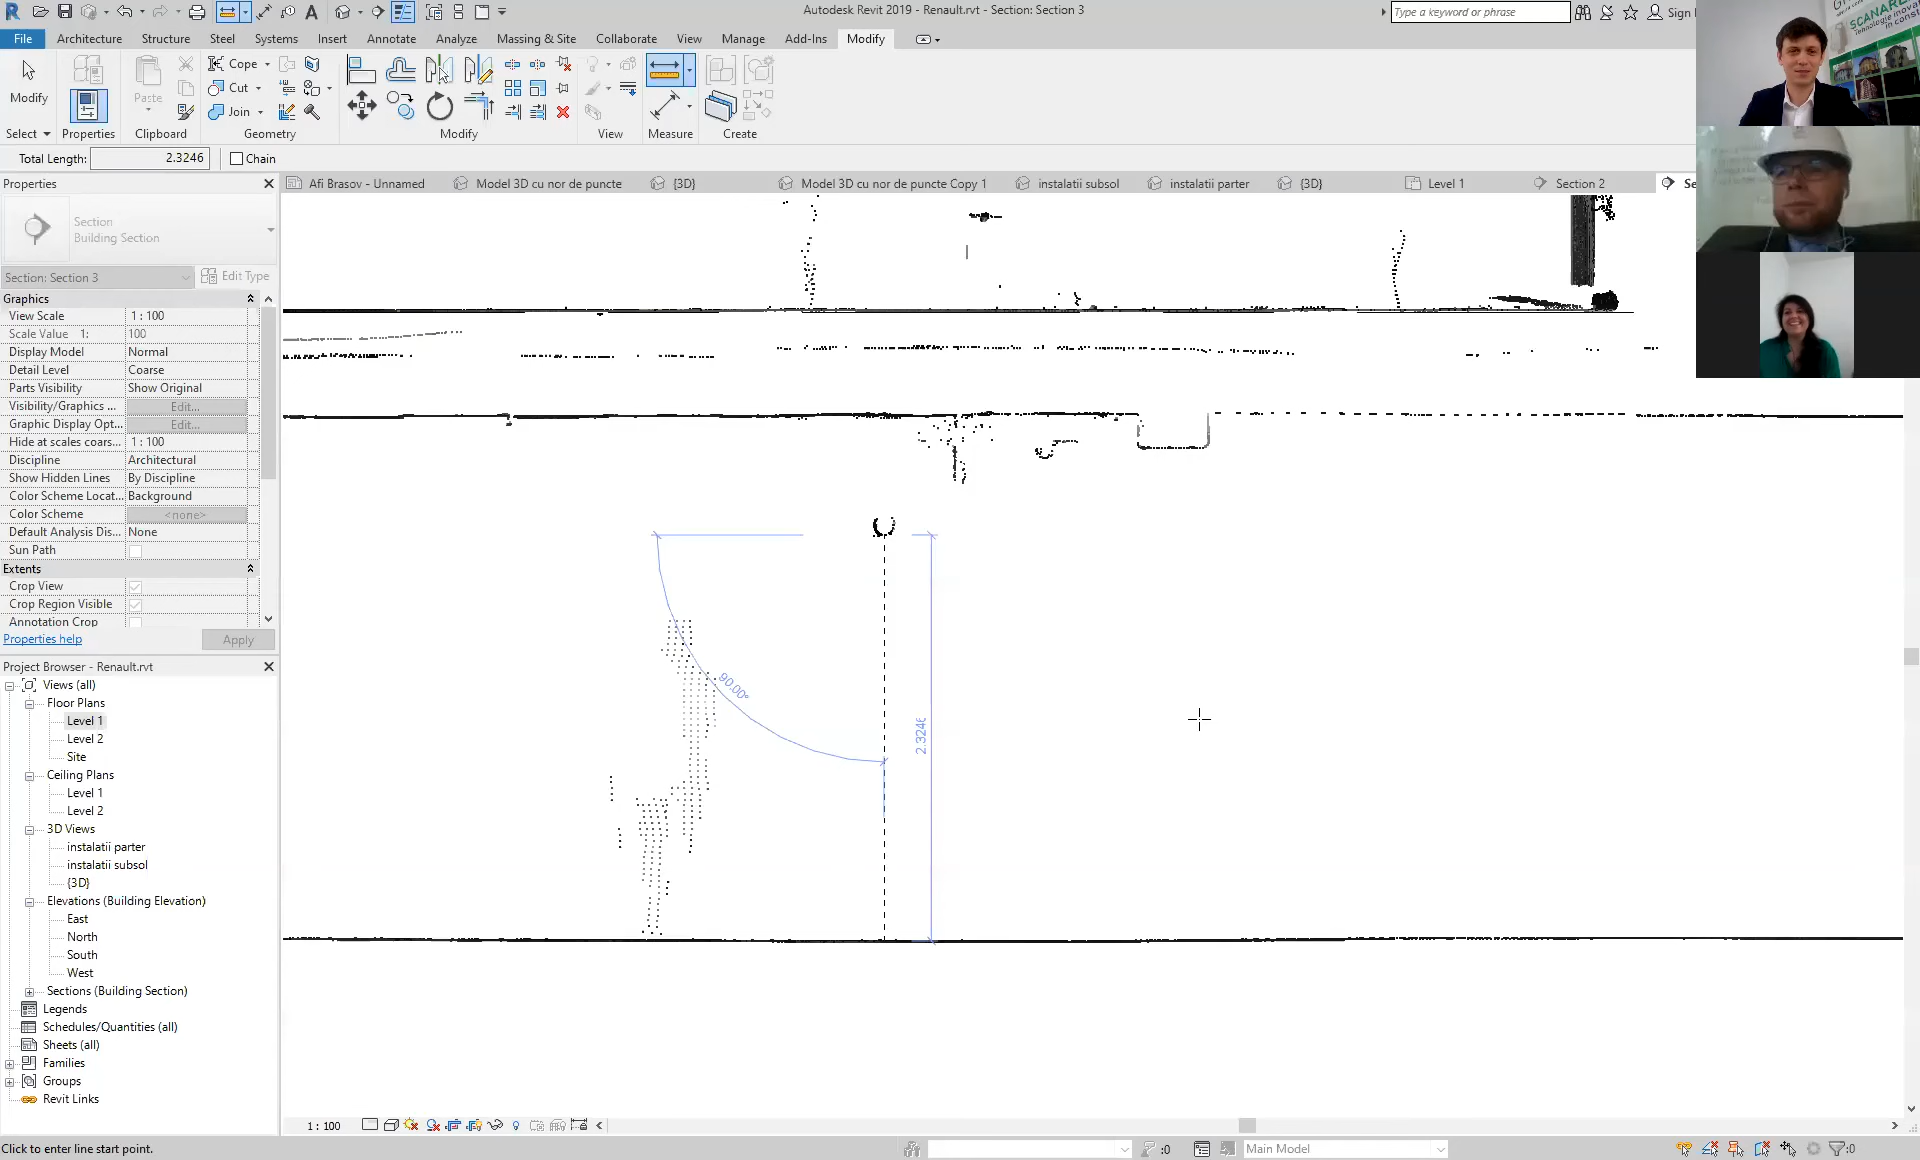 Autodesk Revit 2019 - Renault.rvt - Section: Section 3
Type a keyword or phrase
Sign
File Architecture Structure Steel Systems Insert Annotate Analyze Massing & Site Collaborate View Manage Add-Ins Modify
Modify
Paste
Cope
Cut
Join
Select Properties Clipboard Geometry Modify View Measure Create
Total Length: 2.3246 Chain
Properties
Afi Brasov - Unnamed Model 3D cu nor de puncte {3D} Model 3D cu nor de puncte Copy 1 instalatii subsol instalatii parter {3D} Level 1 Section 2 Se
Section
Building Section
Section: Section 3 Edit Type
Graphics
View Scale 1 : 100
Scale Value 1: 100
Display Model Normal
Detail Level Coarse
Parts Visibility Show Original
Visibility/Graphics ... Edit...
Graphic Display Opt... Edit...
Hide at scales coars... 1 : 100
Discipline Architectural
Show Hidden Lines By Discipline
Color Scheme Locat... Background
Color Scheme <none>
Default Analysis Dis... None
Sun Path
Extents
Crop View
Crop Region Visible
Annotation Crop
Properties help Apply
Project Browser - Renault.rvt
Views (all)
Floor Plans
Level 1
Level 2
Site
Ceiling Plans
Level 1
Level 2
3D Views
instalatii parter
instalatii subsol
{3D}
Elevations (Building Elevation)
East
North
South
West
Sections (Building Section)
Legends
Schedules/Quantities (all)
Sheets (all)
Families
Groups
Revit Links
90.00°
2.3246
1 : 100
Click to enter line start point.
:0
Main Model
:0